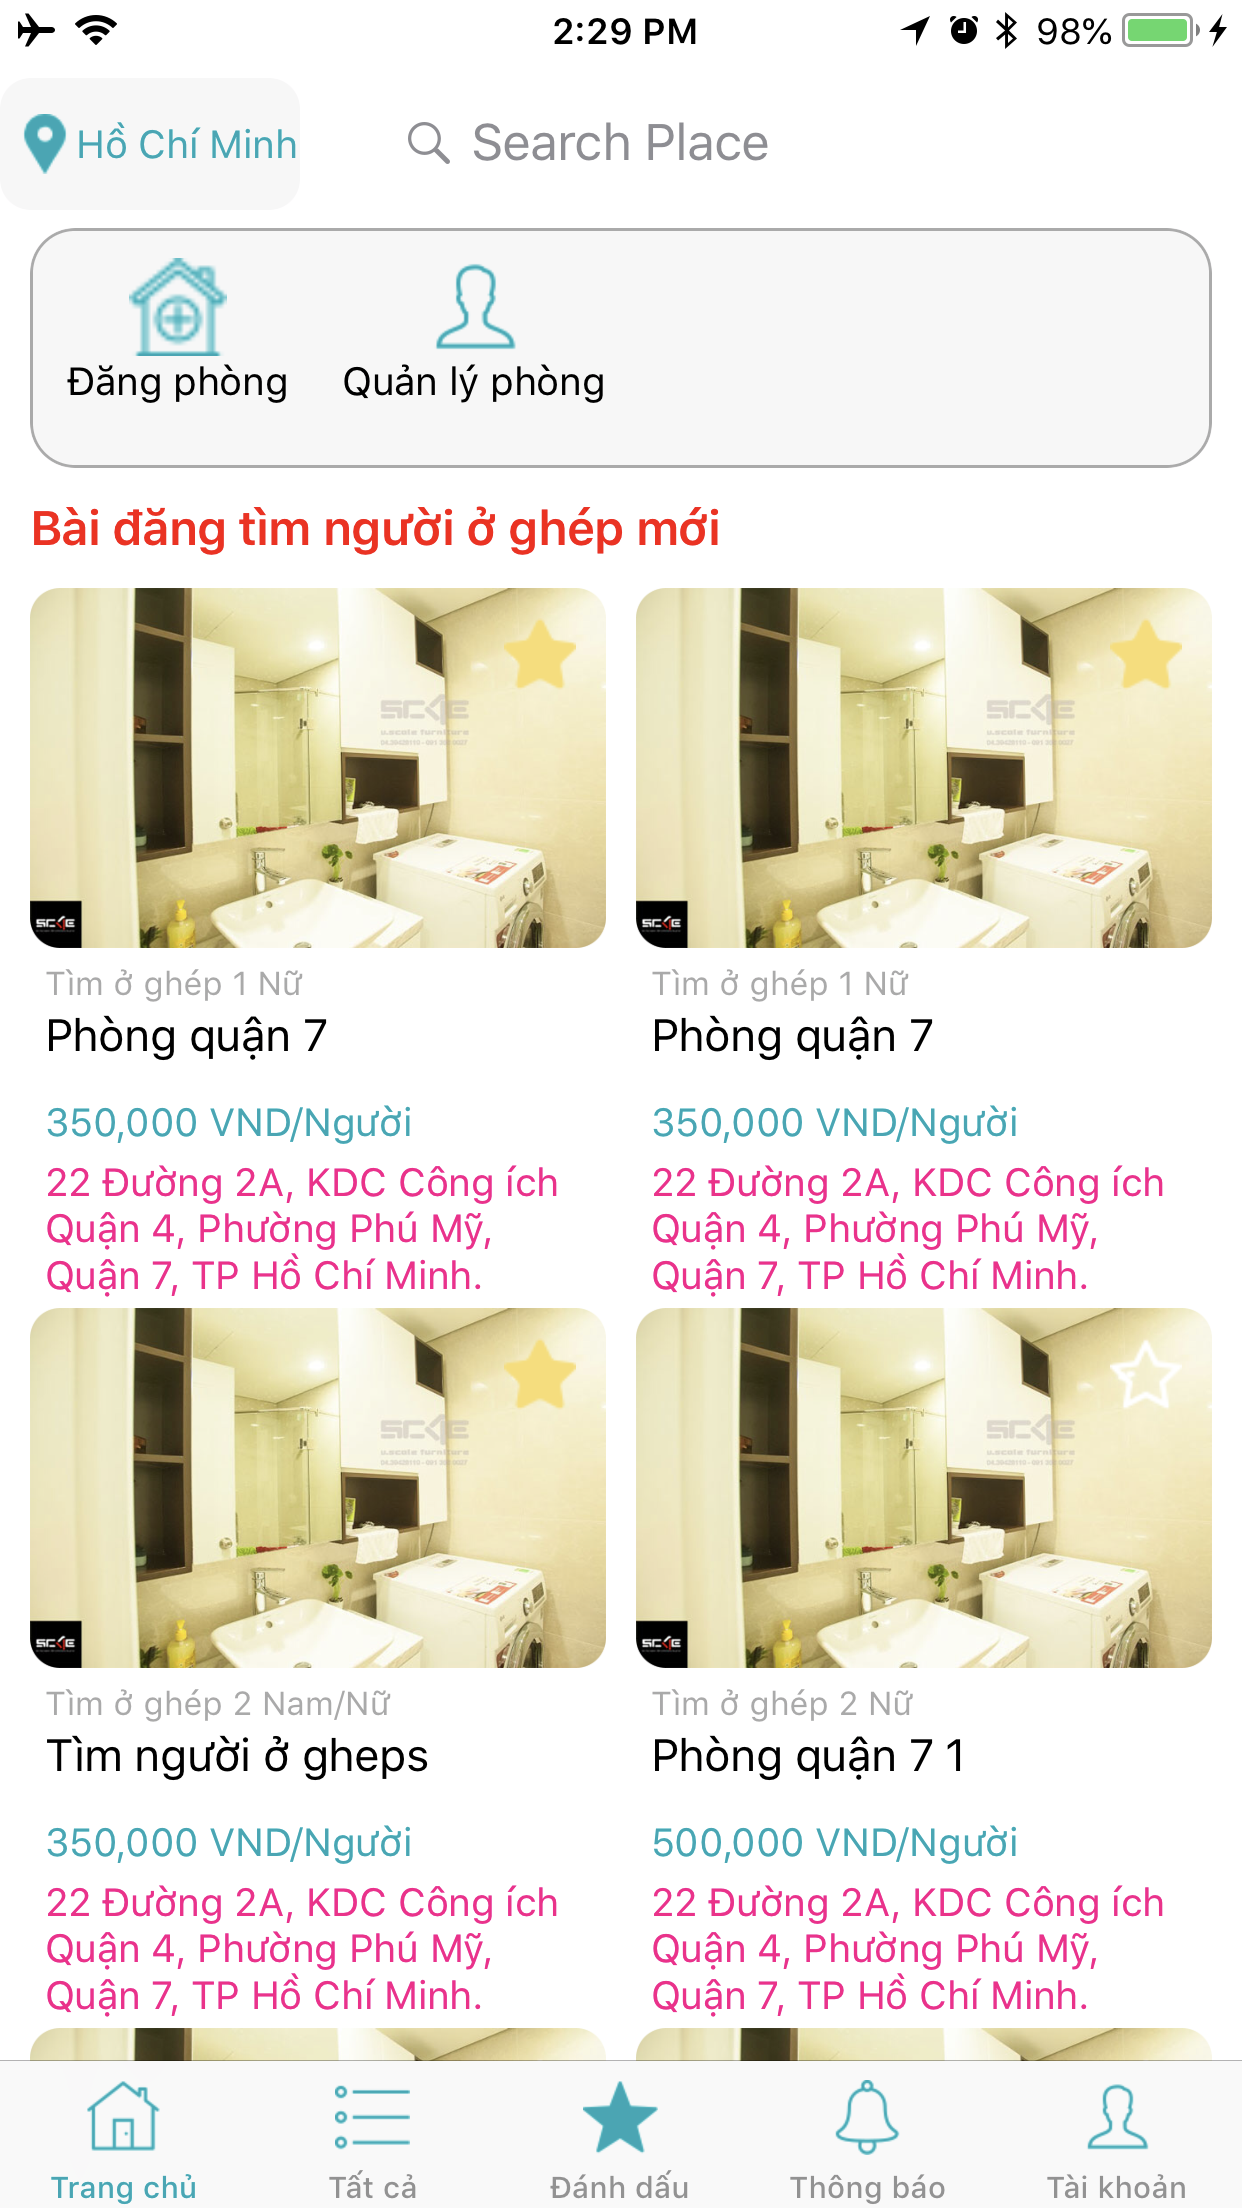 2:29 PM
98%
Hồ Chí Minh
Search Place
Đăng phòng
Quản lý phòng
Bài đăng tìm người ở ghép mới
Tìm ở ghép 1 Nữ
Phòng quận 7
350,000 VND/Người
22 Đường 2A, KDC Công ích
Quận 4, Phường Phú Mỹ,
Quận 7, TP Hồ Chí Minh.
Tìm ở ghép 1 Nữ
Phòng quận 7
350,000 VND/Người
22 Đường 2A, KDC Công ích
Quận 4, Phường Phú Mỹ,
Quận 7, TP Hồ Chí Minh.
Tìm ở ghép 2 Nam/Nữ
Tìm người ở gheps
350,000 VND/Người
22 Đường 2A, KDC Công ích
Quận 4, Phường Phú Mỹ,
Quận 7, TP Hồ Chí Minh.
Tìm ở ghép 2 Nữ
Phòng quận 7 1
500,000 VND/Người
22 Đường 2A, KDC Công ích
Quận 4, Phường Phú Mỹ,
Quận 7, TP Hồ Chí Minh.
Trang chủ
Tất cả
Đánh dấu
Thông báo
Tài khoản